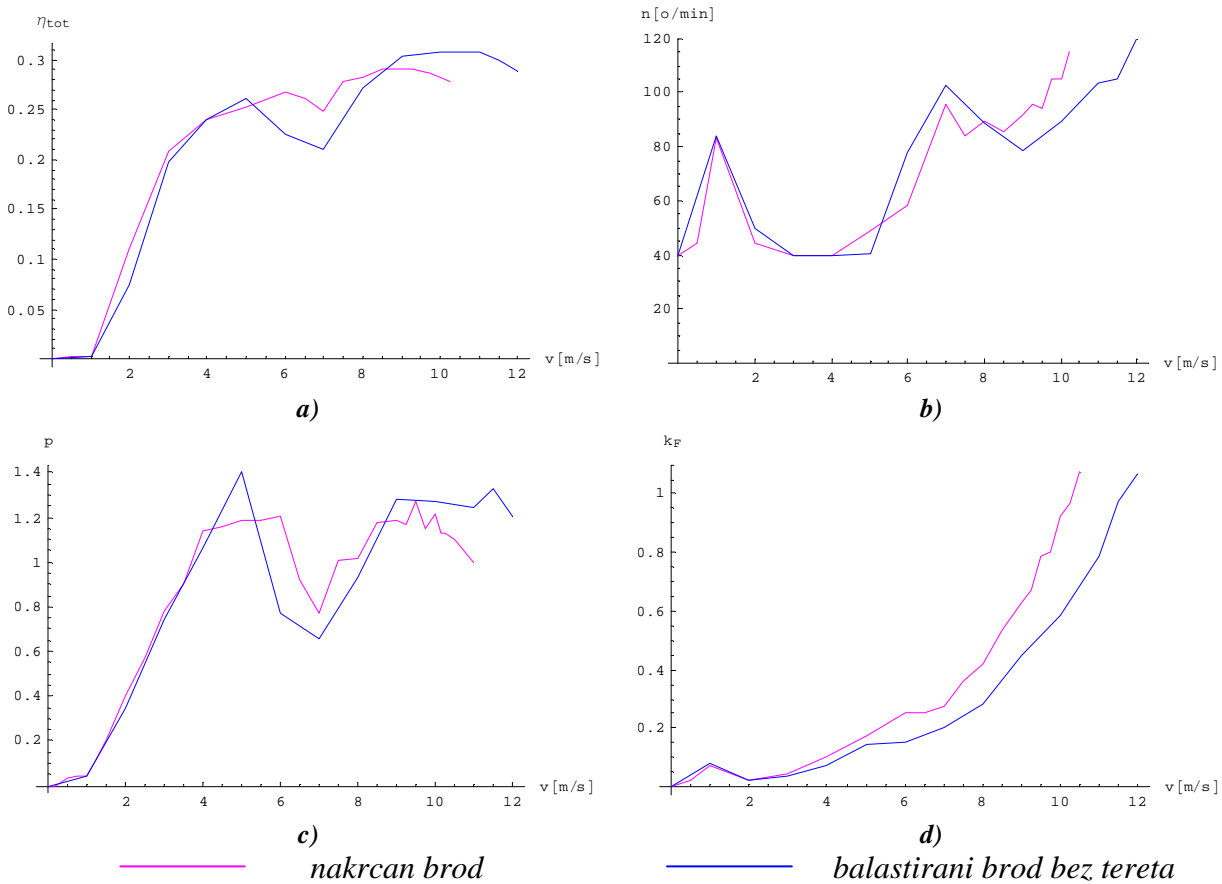 ηtot
0.3
0.25
0.2
0.15
0.1
0.05
2 4 6 8 10 12
v[m/s]
a)
n[o/min]
120
100
80
60
40
20
2 4 6 8 10 12
v[m/s]
b)
p
1.4
1.2
1
0.8
0.6
0.4
0.2
2 4 6 8 10 12
v[m/s]
c)
kF
1
0.8
0.6
0.4
0.2
2 4 6 8 10 12
v[m/s]
d)
nakrcan brod
balastirani brod bez tereta